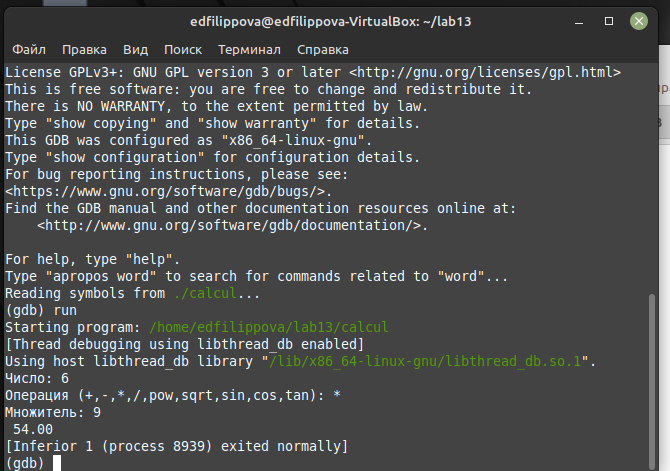 edfilippova@edfilippova-VirtualBox: ~/lab13
Файл Правка Вид Поиск Терминал Справка
License GPLv3+: GNU GPL version 3 or later <http://gnu.org/licenses/gpl.html>
This is free software: you are free to change and redistribute it.
There is NO WARRANTY, to the extent permitted by law.
Type "show copying" and "show warranty" for details.
This GDB was configured as "x86_64-linux-gnu".
Type "show configuration" for configuration details.
For bug reporting instructions, please see:
<https://www.gnu.org/software/gdb/bugs/>.
Find the GDB manual and other documentation resources online at:
    <http://www.gnu.org/software/gdb/documentation/>.

For help, type "help".
Type "apropos word" to search for commands related to "word"...
Reading symbols from ./calcul...
(gdb) run
Starting program: /home/edfilippova/lab13/calcul
[Thread debugging using libthread_db enabled]
Using host libthread_db library "/lib/x86_64-linux-gnu/libthread_db.so.1".
Число: 6
Операция (+,-,*,/,pow,sqrt,sin,cos,tan): *
Множитель: 9
 54.00
[Inferior 1 (process 8939) exited normally]
(gdb)